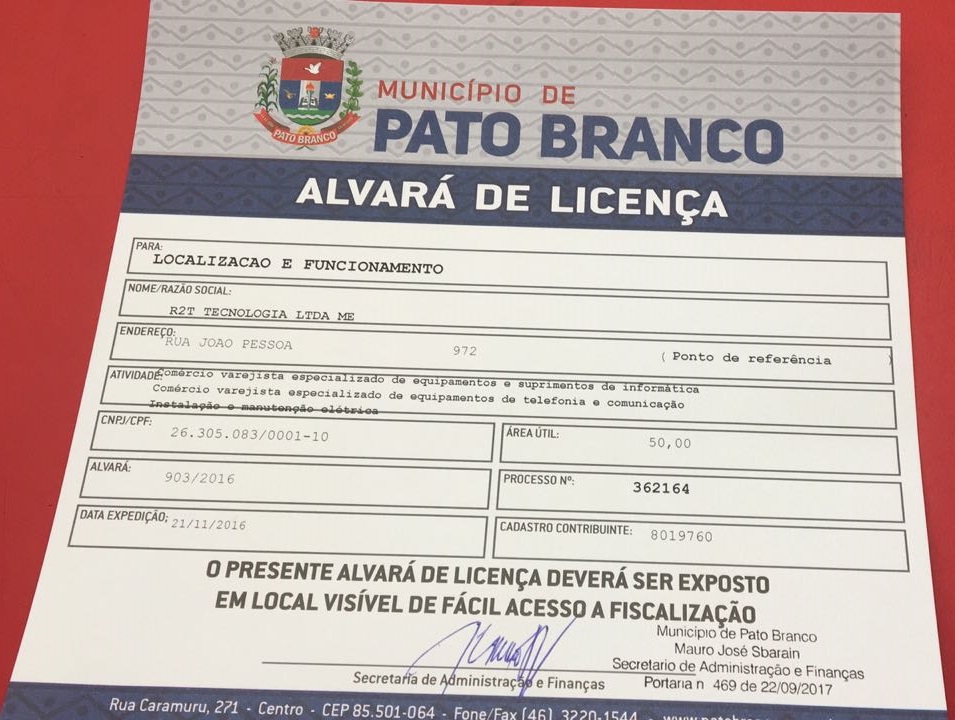 MUNICÍPIO DE
PATO BRANCO
PATO BRANCO
ALVARÁ DE LICENÇA
PARA:
LOCALIZACAO E FUNCIONAMENTO
NOME/RAZÃO SOCIAL:
R2T TECNOLOGIA LTDA ME
ENDEREÇO:
RUA JOAO PESSOA 972 ( Ponto de referência )
ATIVIDADE:
Comércio varejista especializado de equipamentos e suprimentos de informática
Comércio varejista especializado de equipamentos de telefonia e comunicação
Instalação e manutenção elétrica
CNPJ/CPF: 26.305.083/0001-10
ÁREA ÚTIL: 50,00
ALVARÁ: 903/2016
PROCESSO Nº: 362164
DATA EXPEDIÇÃO: 21/11/2016
CADASTRO CONTRIBUINTE: 8019760
O PRESENTE ALVARÁ DE LICENÇA DEVERÁ SER EXPOSTO
EM LOCAL VISÍVEL DE FÁCIL ACESSO A FISCALIZAÇÃO
Secretaria de Administração e Finanças
Municipio de Pato Branco
Mauro José Sbarain
Secretario de Administração e Finanças
Portaria n 469 de 22/09/2017
Rua Caramuru, 271 - Centro - CEP 85.501-064 - Fone/Fax (46) 3220-1544 -